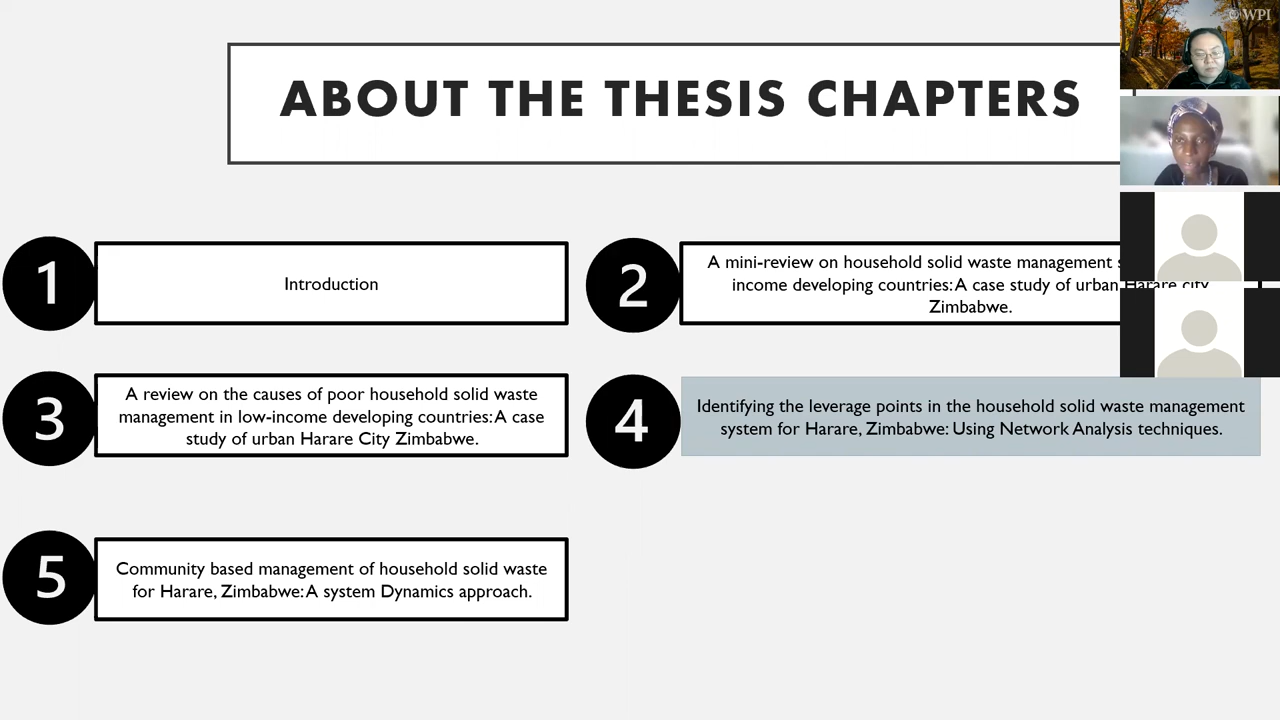 © WPI
ABOUT THE THESIS CHAPTERS
1
Introduction
2
A mini-review on household solid waste management
income developing countries: A case study of urban Harare city
Zimbabwe.
3
A review on the causes of poor household solid waste
management in low-income developing countries: A case
study of urban Harare City Zimbabwe.
4
Identifying the leverage points in the household solid waste management
system for Harare, Zimbabwe: Using Network Analysis techniques.
5
Community based management of household solid waste
for Harare, Zimbabwe: A system Dynamics approach.